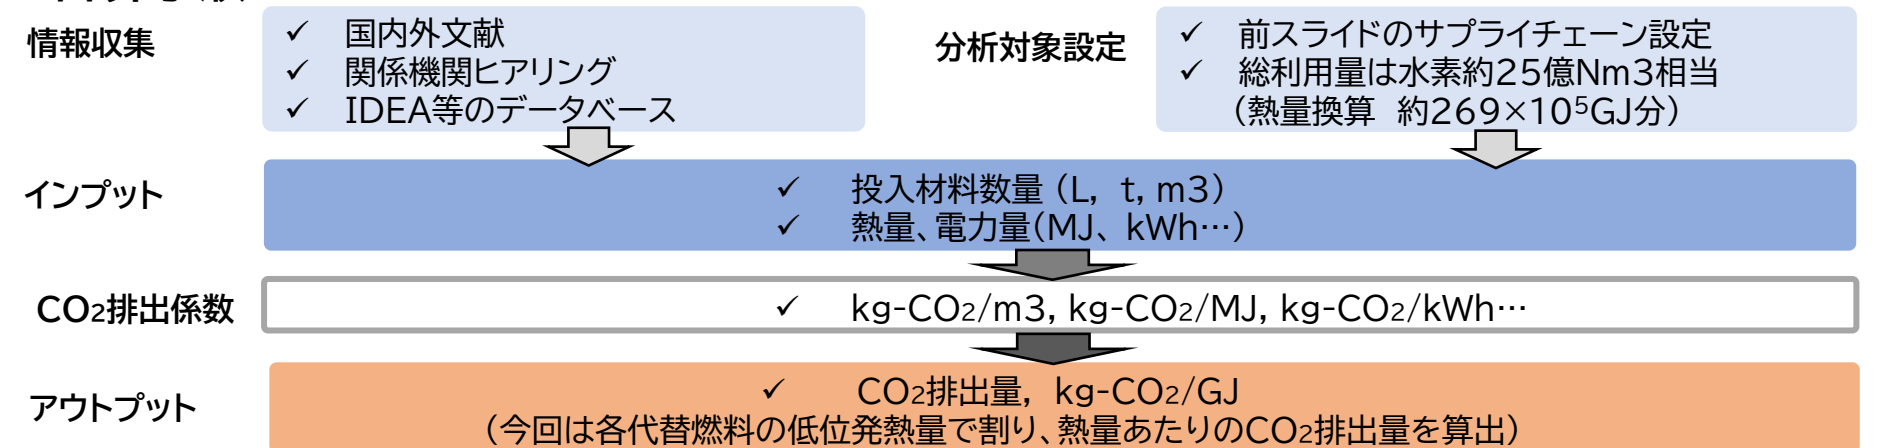 情報収集
✓ 国内外文献
✓ 関係機関ヒアリング
✓ IDEA等のデータベース
分析対象設定
✓ 前スライドのサプライチェーン設定
✓ 総利用量は水素約25億Nm3相当
(熱量換算 約269×10⁵GJ分)
インプット
✓ 投入材料数量(L, t, m3)
✓ 熱量、電力量(MJ、kWh…)
CO2排出係数
✓ kg-CO2/m3, kg-CO2/MJ, kg-CO2/kWh…
アウトプット
✓ CO2排出量, kg-CO2/GJ
(今回は各代替燃料の低位発熱量で割り、熱量あたりのCO2排出量を算出)